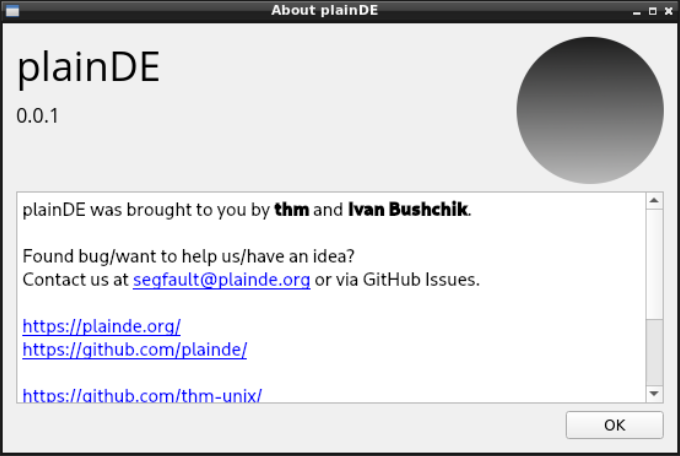 About plainDE
plainDE
0.0.1
plainDE was brought to you by thm and Ivan Bushchik.
Found bug/want to help us/have an idea?
Contact us at segfault@plainde.org or via GitHub Issues.
https://plainde.org/
https://github.com/plainde/
https://github.com/thm-unix/
OK